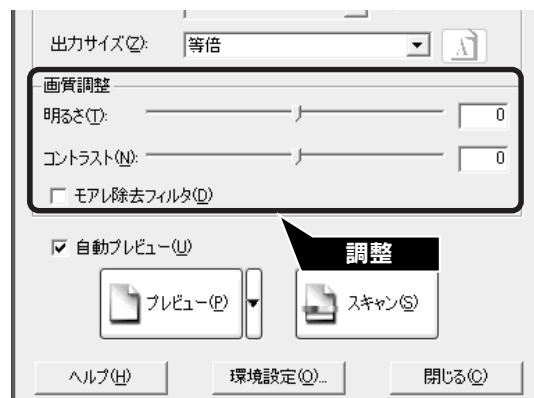 出力サイズ(Z): 等倍
画質調整
明るさ(T): 0
コントラスト(N): 0
モアレ除去フィルタ(D)
調整
自動プレビュー(U)
プレビュー(P) スキャン(S)
ヘルプ(H) 環境設定(O)... 閉じる(C)